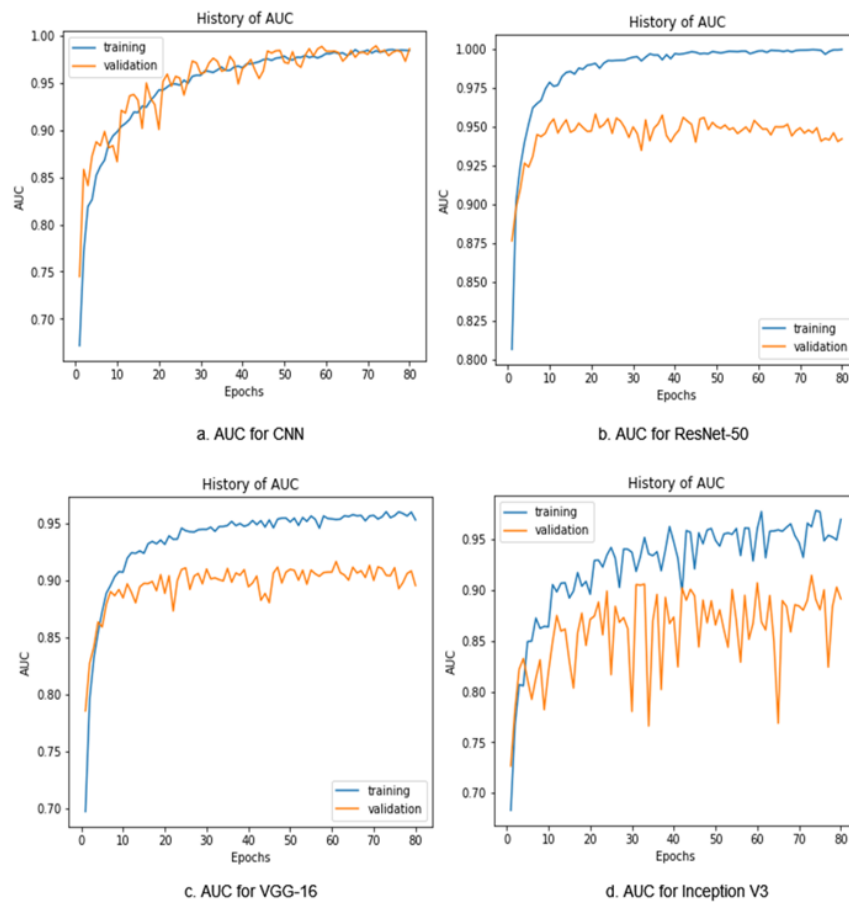 History of AUC
1.00
training
validation
0.95
0.90
0.85
0.80
0.75
0.70
AUC
0 10 20 30 40 50 60 70 80
Epochs
a. AUC for CNN
History of AUC
1.000
0.975
0.950
0.925
0.900
0.875
0.850
0.825
0.800
AUC
training
validation
0 10 20 30 40 50 60 70 80
Epochs
b. AUC for ResNet-50
History of AUC
0.95
0.90
0.85
0.80
0.75
0.70
AUC
training
validation
0 10 20 30 40 50 60 70 80
Epochs
c. AUC for VGG-16
History of AUC
training
validation
0.95
0.90
0.85
0.80
0.75
0.70
AUC
0 10 20 30 40 50 60 70 80
Epochs
d. AUC for Inception V3